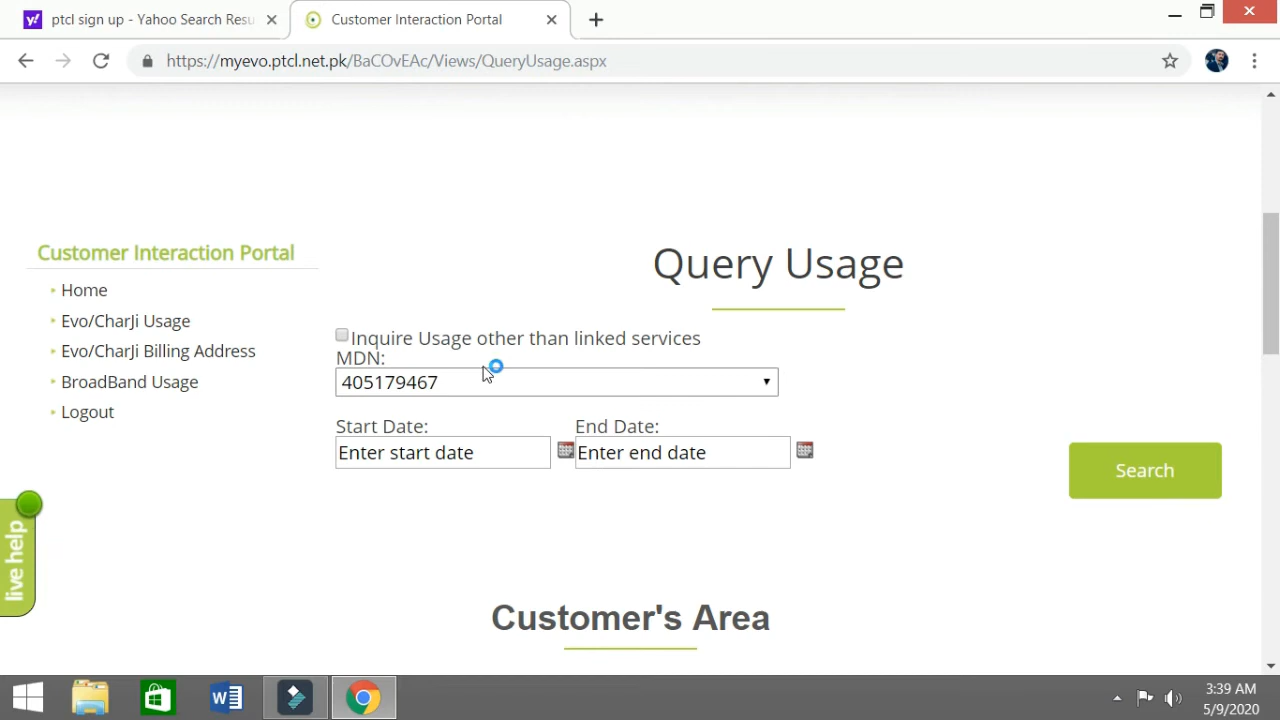 ptcl sign up - Yahoo Search Resu
Customer Interaction Portal
https://myevo.ptcl.net.pk/BaCOvEAc/Views/QueryUsage.aspx
Customer Interaction Portal
Home
Evo/CharJi Usage
Evo/CharJi Billing Address
BroadBand Usage
Logout
Query Usage
Inquire Usage other than linked services
MDN:
405179467
Start Date:
End Date:
Enter start date
Enter end date
Search
live help
Customer's Area
3:39 AM
5/9/2020